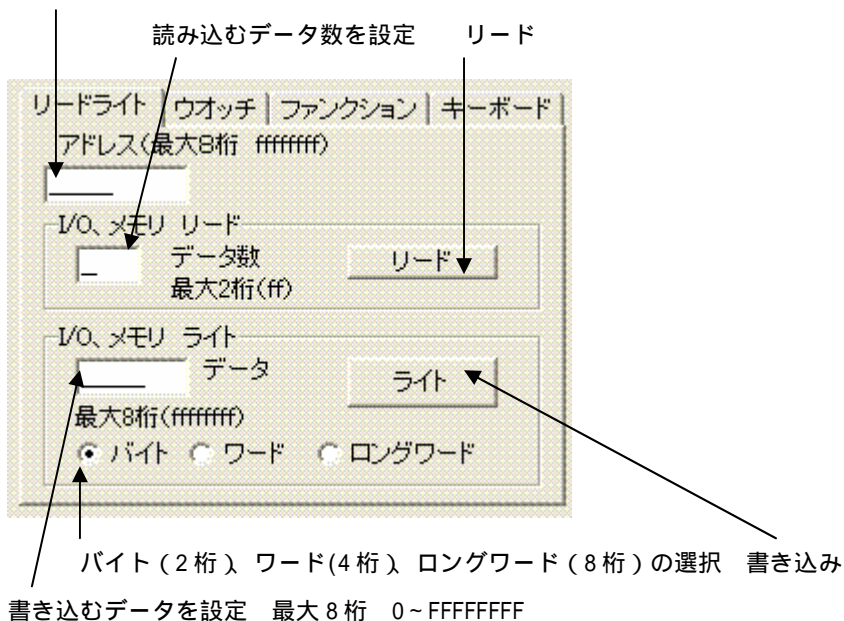 読み込むデータ数を設定 リード
リードライト ウオッチ ファンクション キーボード
アドレス(最大8桁 ffffffff)
I/O、メモリ リード
データ数 リード
最大2桁(ff)
I/O、メモリ ライト
データ ライト
最大8桁(ffffffff)
バイト ワード ロングワード
バイト(2桁)、ワード(4桁)、ロングワード(8桁)の選択 書き込み
書き込むデータを設定 最大8桁 0~FFFFFFFF